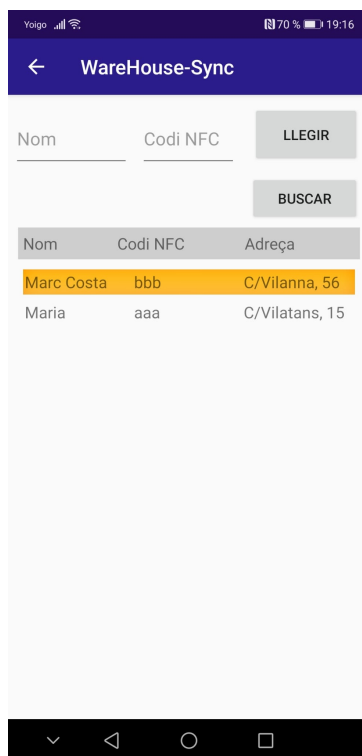 Yoigo 70 % 19:16
WareHouse-Sync
Nom Codi NFC LLEGIR
BUSCAR
Nom Codi NFC Adreça
Marc Costa bbb C/Vilanna, 56
Maria aaa C/Vilatans, 15